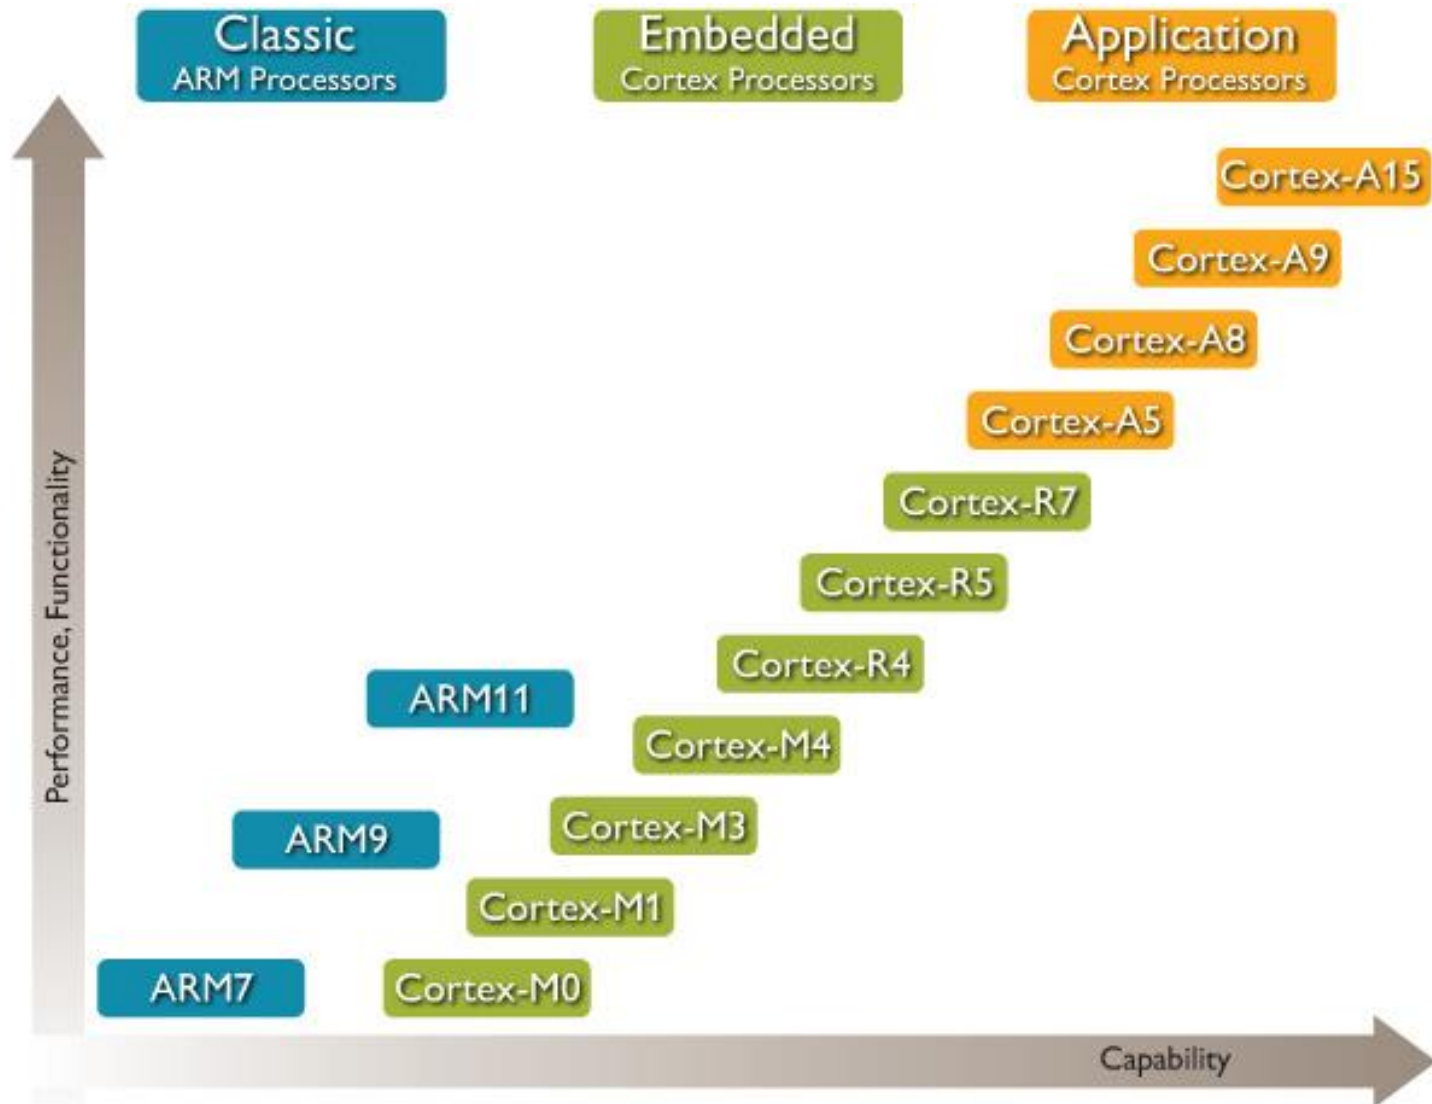 Classic
ARM Processors
Embedded
Cortex Processors
Application
Cortex Processors
Cortex-A15
Cortex-A9
Cortex-A8
Cortex-A5
Cortex-R7
Cortex-R5
Cortex-R4
ARM11
Cortex-M4
Cortex-M3
ARM9
Cortex-M1
ARM7
Cortex-M0
Performance, Functionality
Capability